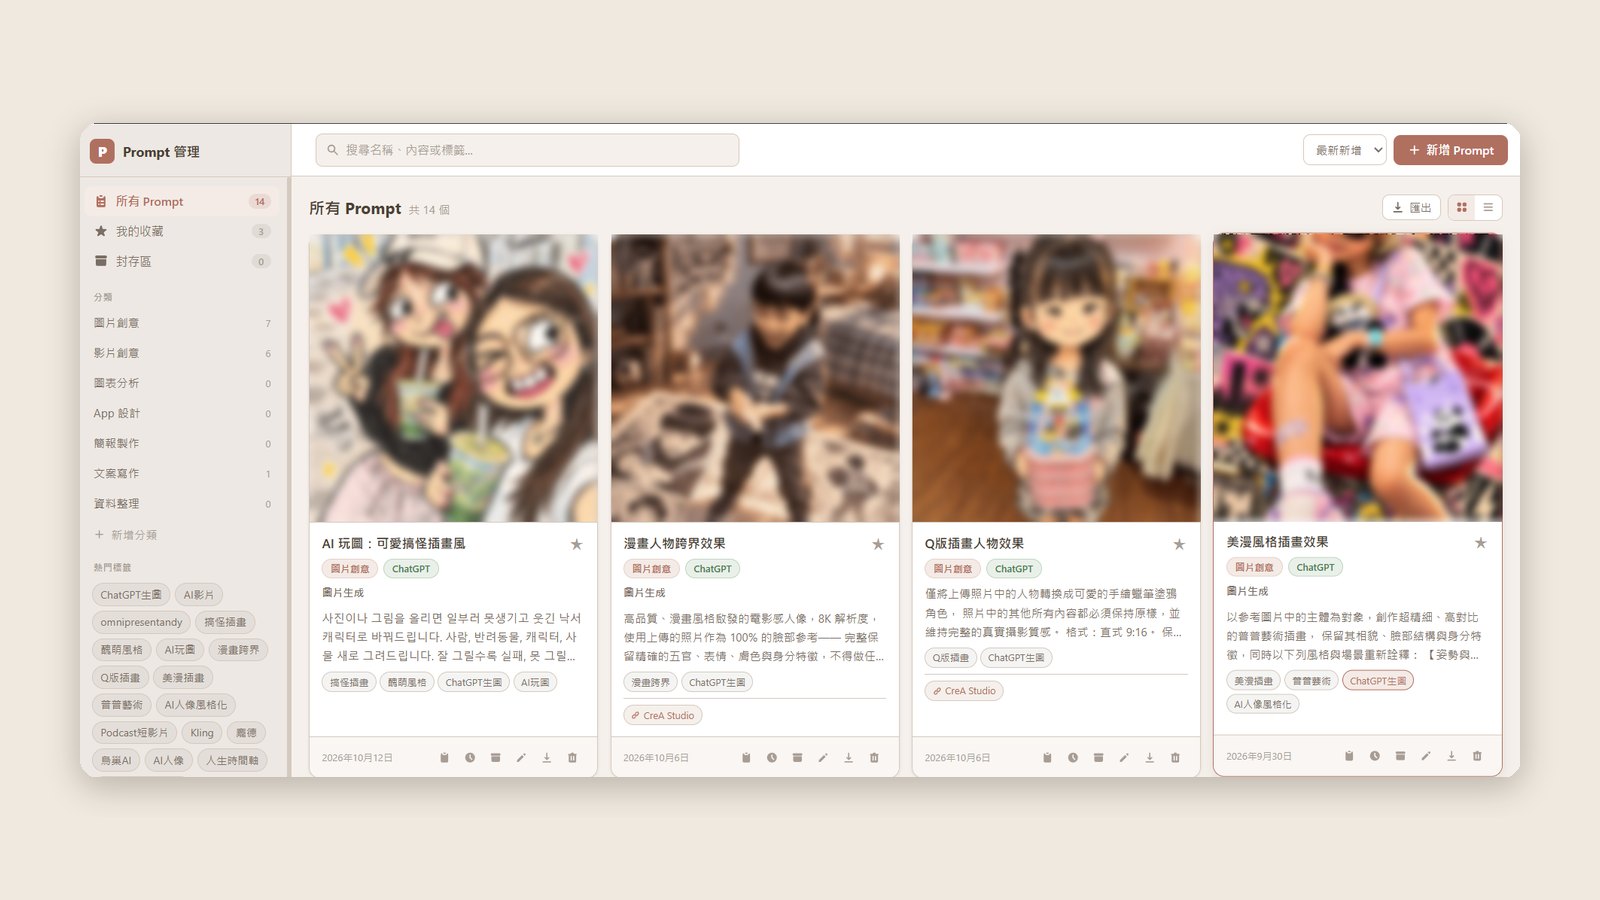 P Prompt 管理
搜尋名稱、內容或標籤...
最新新增
+ 新增 Prompt
所有 Prompt 14
我的收藏 3
封存區 0
分類
圖片創意 7
影片創意 6
圖表分析 0
App 設計 0
簡報製作 0
文案寫作 1
資料整理 0
+ 新增分類
熱門標籤
ChatGPT生圖 AI影片
omnipresentandy 搞怪插畫
醜萌風格 AI玩圖 漫畫跨界
Q版插畫 美漫插畫
普普藝術 AI人像風格化
Podcast短影片 Kling 龐德
鳥巢AI AI人像 人生時間軸
所有 Prompt 共 14 個
匯出
AI 玩圖：可愛搞怪插畫風
圖片創意 ChatGPT
圖片生成
사진이나 그림을 올리면 일부러 못생기고 웃긴 낙서
캐릭터로 바꿔드립니다. 사람, 반려동물, 캐릭터, 사
물 새로 그려드립니다. 잘 그릴수록 실패, 못 그릴...
搞怪插畫 醜萌風格 ChatGPT生圖 AI玩圖
2026年10月12日
漫畫人物跨界效果
圖片創意 ChatGPT
圖片生成
高品質、漫畫風格啟發的電影感人像，8K 解析度，
使用上傳的照片作為 100% 的臉部參考—— 完整保
留精確的五官、表情、膚色與身分特徵，不得做任...
漫畫跨界 ChatGPT生圖
CreA Studio
2026年10月6日
Q版插畫人物效果
圖片創意 ChatGPT
僅將上傳照片中的人物轉換成可愛的手繪蠟筆塗鴉
角色， 照片中的其他所有內容都必須保持原樣，並
維持完整的真實攝影質感。 格式：直式 9:16。 保...
Q版插畫 ChatGPT生圖
CreA Studio
2026年10月6日
美漫風格插畫效果
圖片創意 ChatGPT
圖片生成
以參考圖片中的主體為對象，創作超精細、高對比
的普普藝術插畫， 保留其相貌、臉部結構與身分特
徵，同時以下列風格與場景重新詮釋： 【姿勢與...
美漫插畫 普普藝術 ChatGPT生圖
AI人像風格化
2026年9月30日